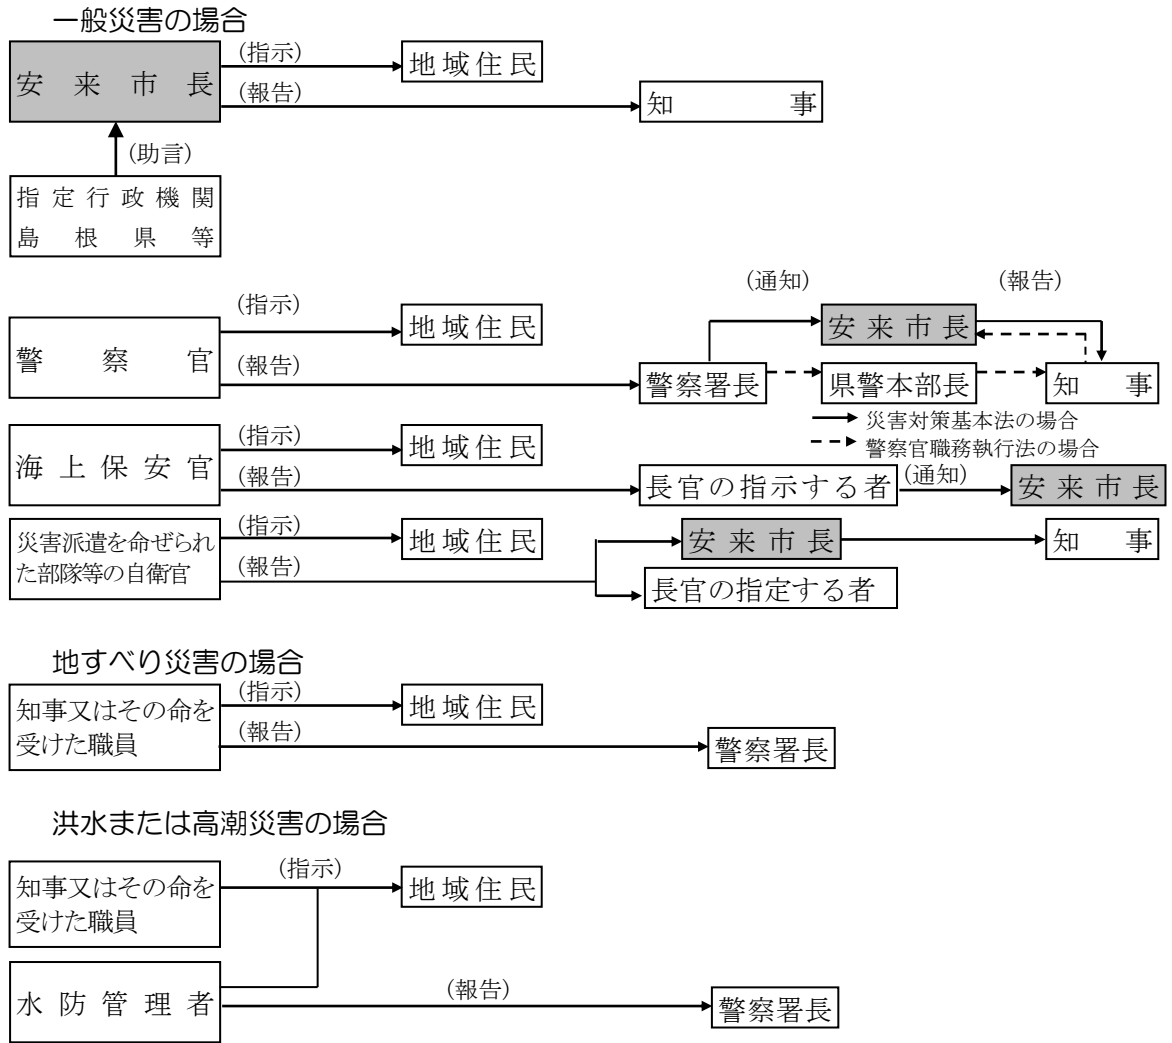 一般災害の場合
安来市長
(指示)
地域住民
(報告)
知事
(助言)
指定行政機関
島根県等
警察官
(指示)
地域住民
(報告)
警察署長
(通知)
安来市長
(報告)
県警本部長
知事
災害対策基本法の場合
警察官職務執行法の場合
海上保安官
(指示)
地域住民
(報告)
長官の指示する者
(通知)
安来市長
災害派遣を命ぜられ
た部隊等の自衛官
(指示)
地域住民
(報告)
安来市長
知事
長官の指定する者
地すべり災害の場合
知事又はその命を
受けた職員
(指示)
地域住民
(報告)
警察署長
洪水または高潮災害の場合
知事又はその命を
受けた職員
(指示)
地域住民
水防管理者
(報告)
警察署長